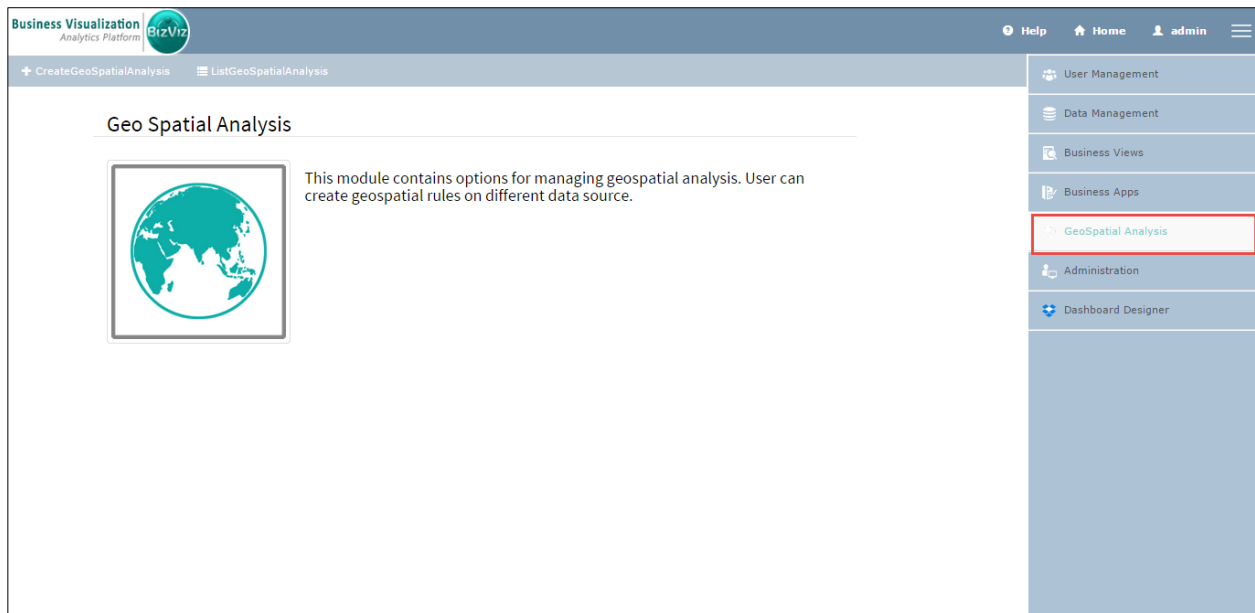 Business Visualization
Analytics Platform
BizViz
Help
Home
admin
CreateGeoSpatialAnalysis
ListGeoSpatialAnalysis
Geo Spatial Analysis
This module contains options for managing geospatial analysis. User can
create geospatial rules on different data source.
User Management
Data Management
Business Views
Business Apps
GeoSpatial Analysis
Administration
Dashboard Designer